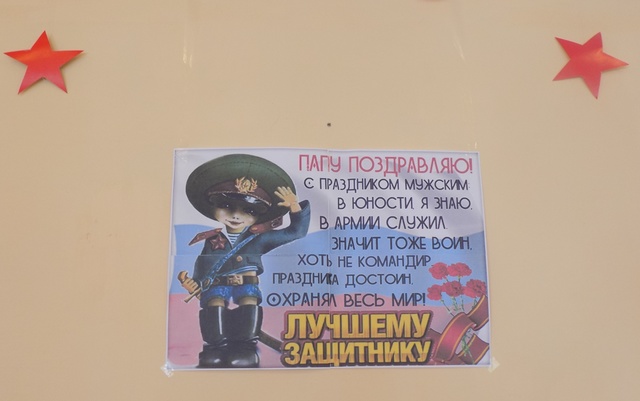 ПАПУ ПОЗДРАВЛЯЮ!
С ПРАЗДНИКОМ МУЖСКИМ
В ЮНОСТИ, Я ЗНАЮ,
В АРМИИ СЛУЖИЛ.
ЗНАЧИТ ТОЖЕ ВОИН,
ХОТЬ НЕ КОМАНДИР.
ПРАЗДНИКА ДОСТОИН,
ОХРАНЯЛ ВЕСЬ МИР!
ЛУЧШЕМУ
ЗАЩИТНИКУ